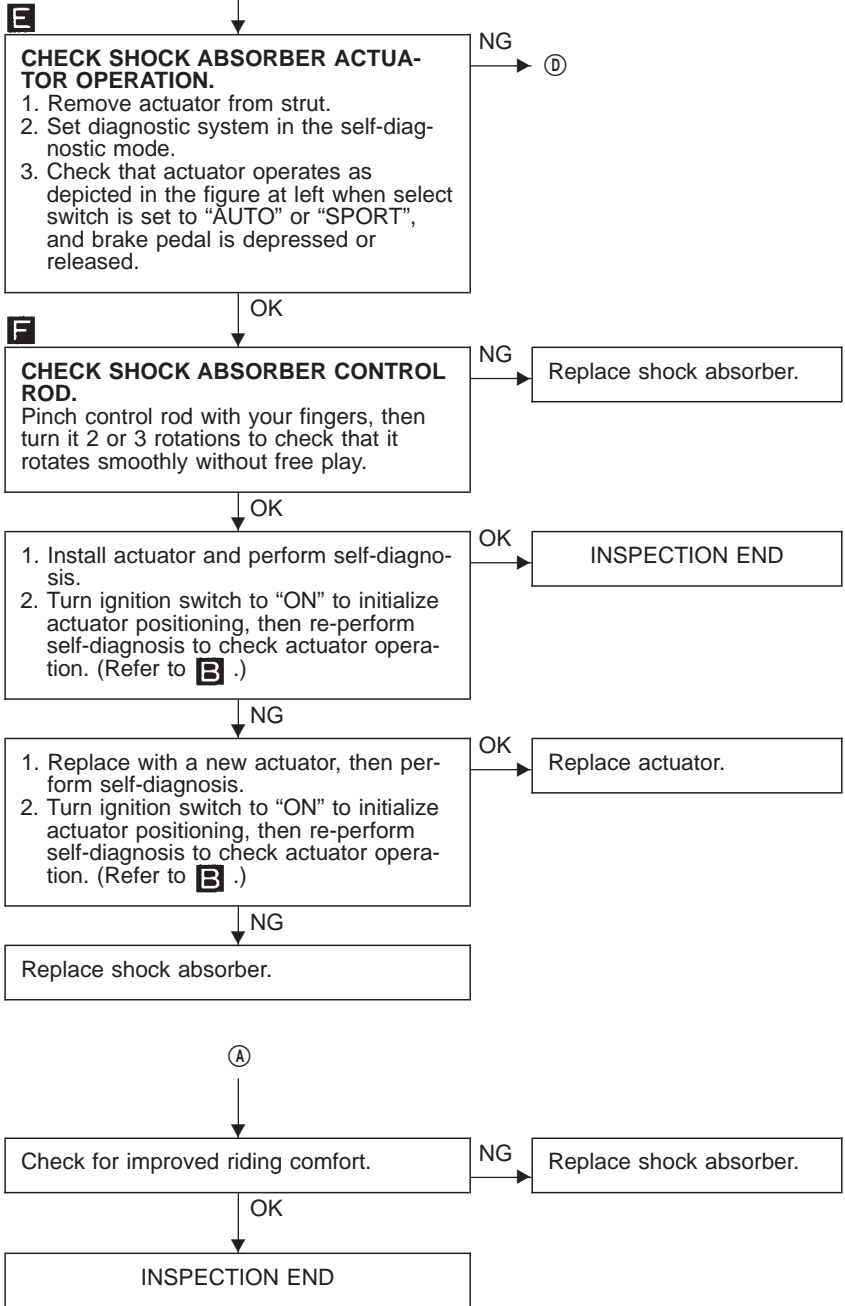 E
CHECK SHOCK ABSORBER ACTUA-
TOR OPERATION.
1. Remove actuator from strut.
2. Set diagnostic system in the self-diag-
nostic mode.
3. Check that actuator operates as
depicted in the figure at left when select
switch is set to “AUTO” or “SPORT”,
and brake pedal is depressed or
released.
NG
Ⓓ
OK
F
CHECK SHOCK ABSORBER CONTROL
ROD.
Pinch control rod with your fingers, then
turn it 2 or 3 rotations to check that it
rotates smoothly without free play.
NG
Replace shock absorber.
OK
1. Install actuator and perform self-diagno-
sis.
2. Turn ignition switch to “ON” to initialize
actuator positioning, then re-perform
self-diagnosis to check actuator opera-
tion. (Refer to B .)
OK
INSPECTION END
NG
1. Replace with a new actuator, then per-
form self-diagnosis.
2. Turn ignition switch to “ON” to initialize
actuator positioning, then re-perform
self-diagnosis to check actuator opera-
tion. (Refer to B .)
OK
Replace actuator.
NG
Replace shock absorber.
Ⓐ
Check for improved riding comfort.
NG
Replace shock absorber.
OK
INSPECTION END